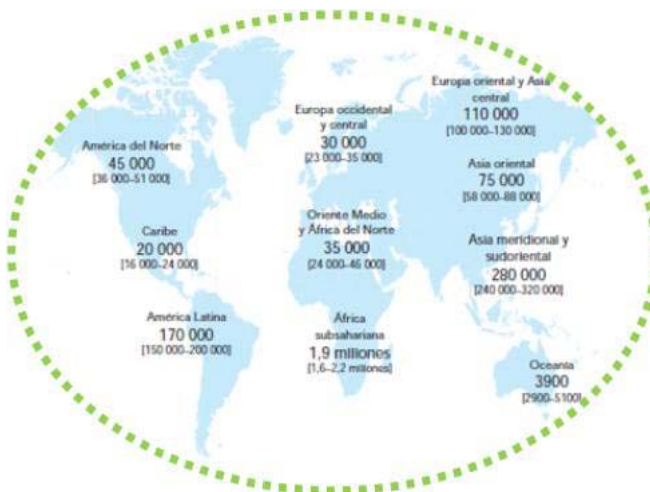 Europa oriental y Asia
central
110 000
[100 000–130 000]
Europa occidental
y central
30 000
[23 000–35 000]
América del Norte
45 000
[36 000–51 000]
Asia oriental
75 000
[58 000–88 000]
Oriente Medio
y África del Norte
35 000
[24 000–46 000]
Caribe
20 000
[16 000–24 000]
Asia meridional y
sudoriental
280 000
[240 000–320 000]
América Latina
170 000
[150 000–200 000]
África
subsahariana
1,9 millones
[1,6–2,2 millones]
Oceanía
3900
[2900–5100]